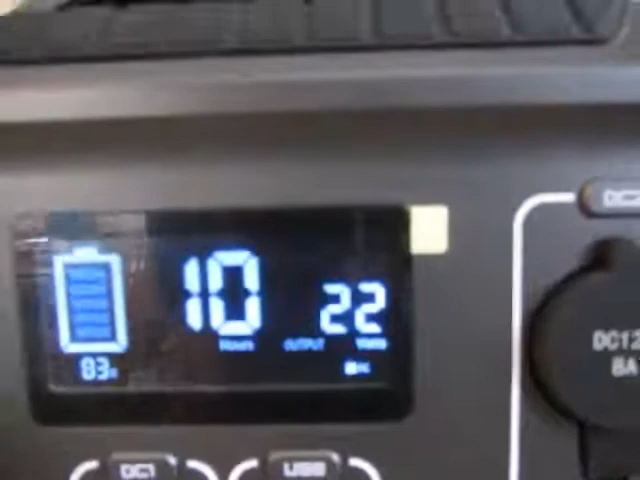 10 22
HOURS OUTPUT WATTS
83%
DC1 USB
DC12
8A